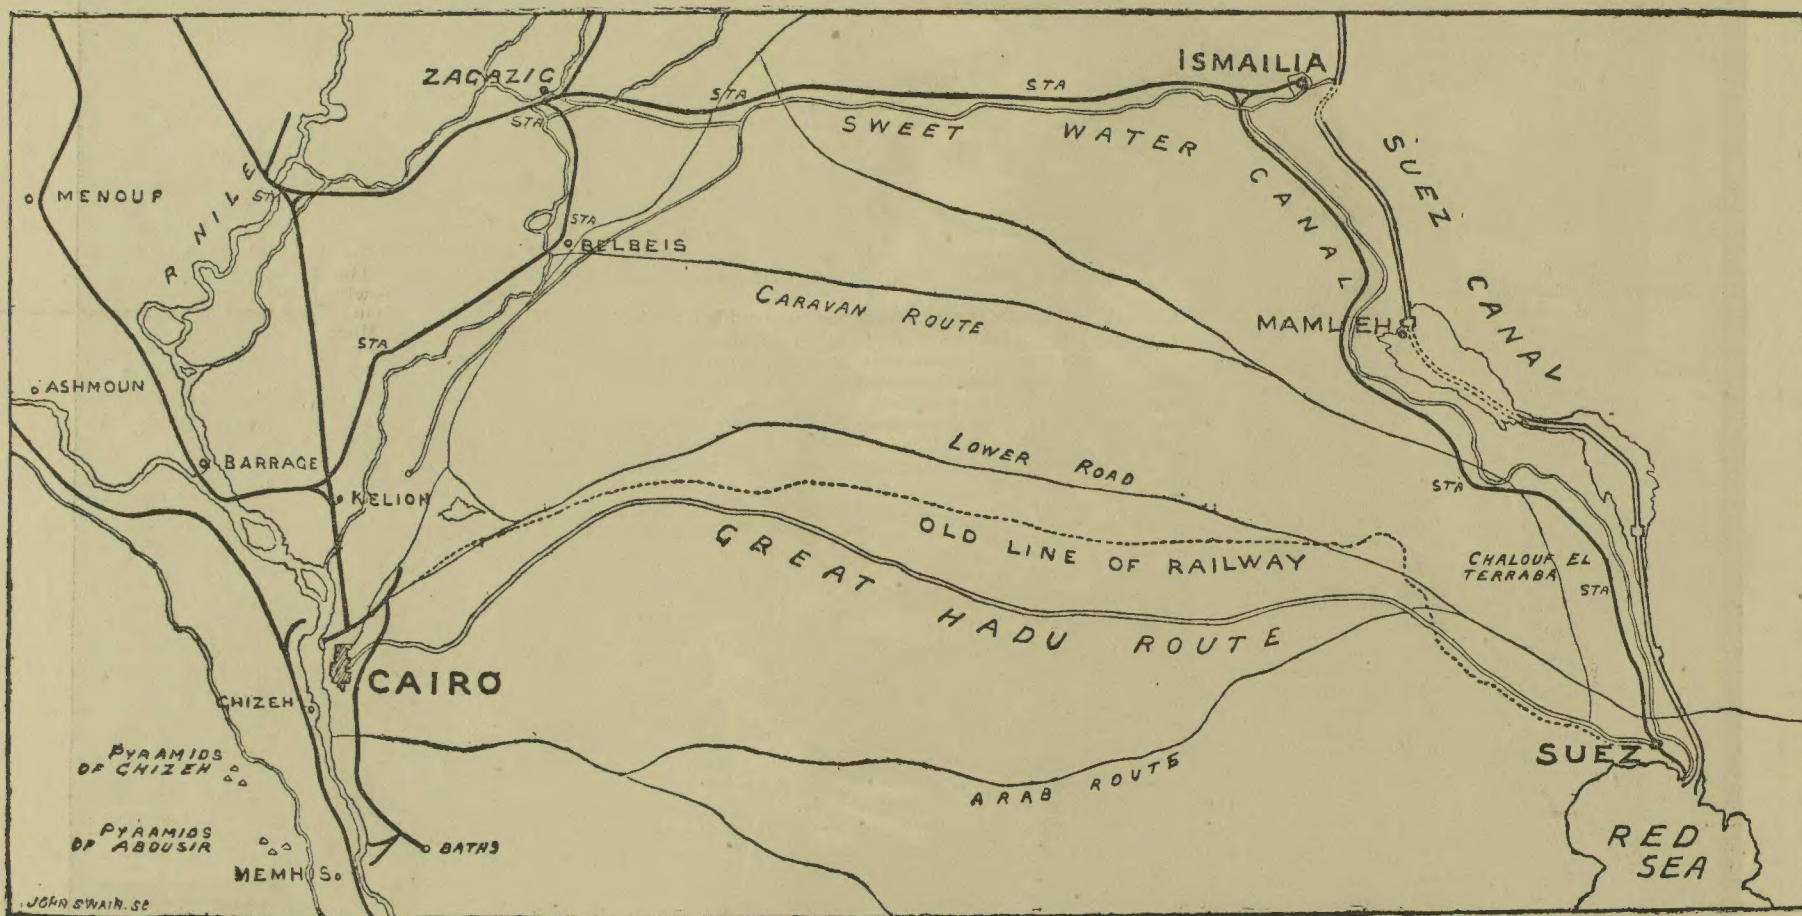 ZAGAZIG
ISMAILIA
STA
STA
STA
SWEET WATER CANAL
SUEZ CANAL
R NILE
STA
MENOUF
STA
BELBEIS
CARAVAN ROUTE
MAMLEH
STA
ASHMOUN
LOWER ROAD
BARRAGE
KELIOH
STA
OLD LINE OF RAILWAY
GREAT HADU ROUTE
CHALOUF EL
TERRABA
STA
CAIRO
GHIZEH
PYRAMIDS
OF GHIZEH
SUEZ
ARAB ROUTE
PYRAMIDS
OF ABOUSIR
BATHS
MEMHIS
RED
SEA
JOHN SWAIN. SC